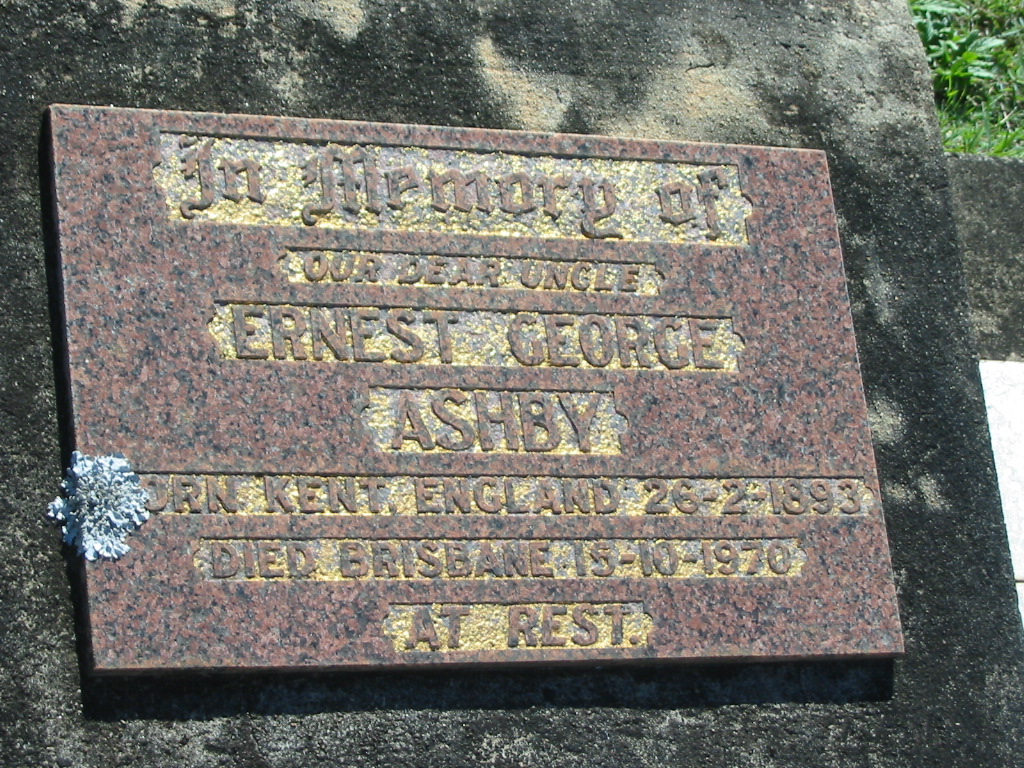 In Memory of
OUR DEAR UNCLE
ERNEST GEORGE
ASHBY
BORN KENT, ENGLAND 26-2-1893
DIED BRISBANE 15-10-1970
AT REST.